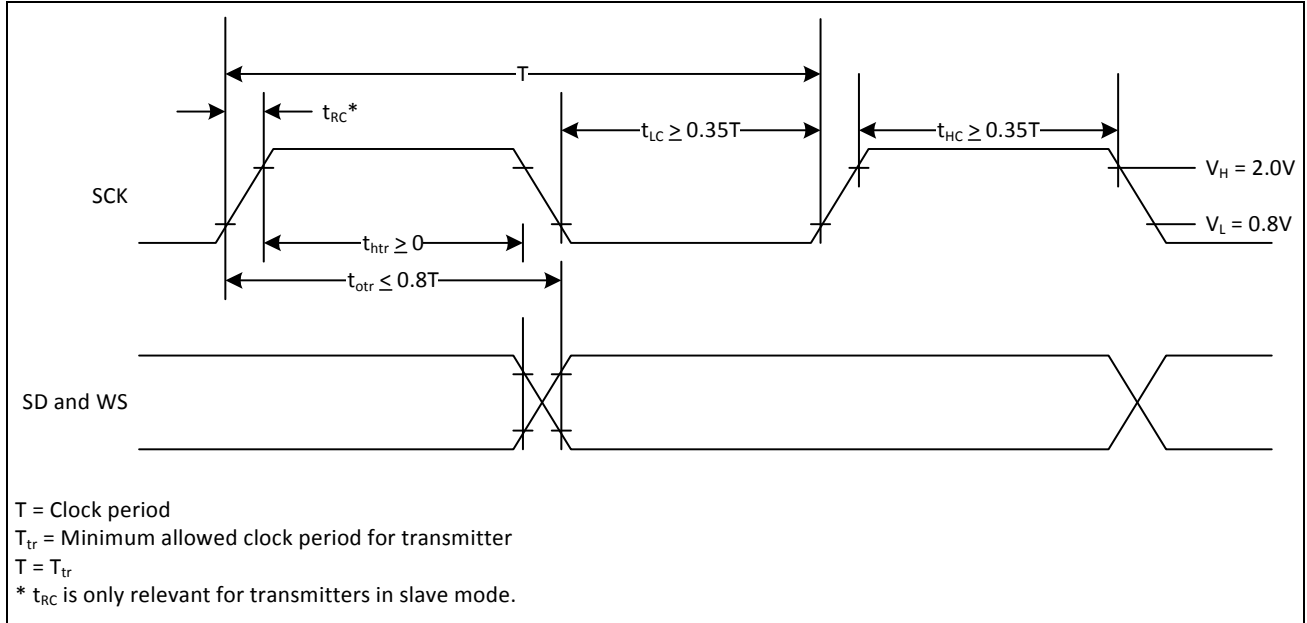 T
t_RC*
t_LC ≥ 0.35T
t_HC ≥ 0.35T
V_H = 2.0V
SCK
V_L = 0.8V
t_htr ≥ 0
t_otr ≤ 0.8T
SD and WS
T = Clock period
T_tr = Minimum allowed clock period for transmitter
T = T_tr
* t_RC is only relevant for transmitters in slave mode.